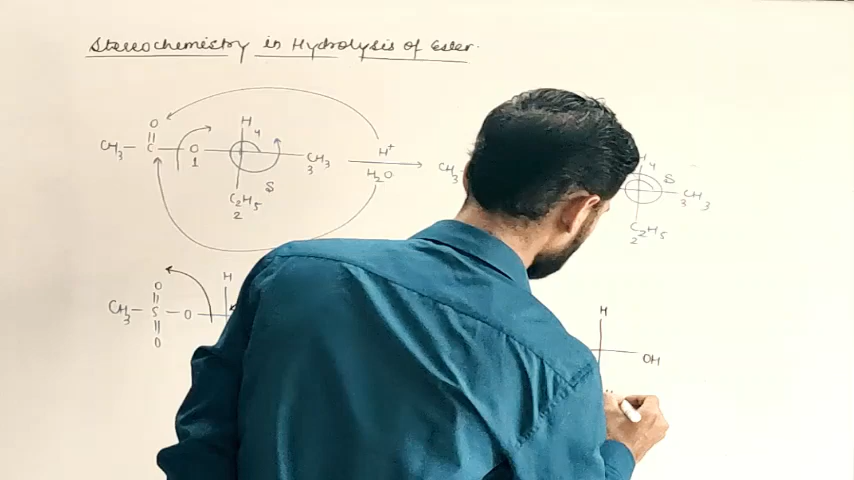 Stereochemistry in Hydrolysis of Ester.
O H 4
CH3 - C - O 1 CH3 3 H+ H2O
S
C2H5 2
CH3 H 4 S
CH3 3
C2H5 2
O H
CH3 - S - O
O
H
OH